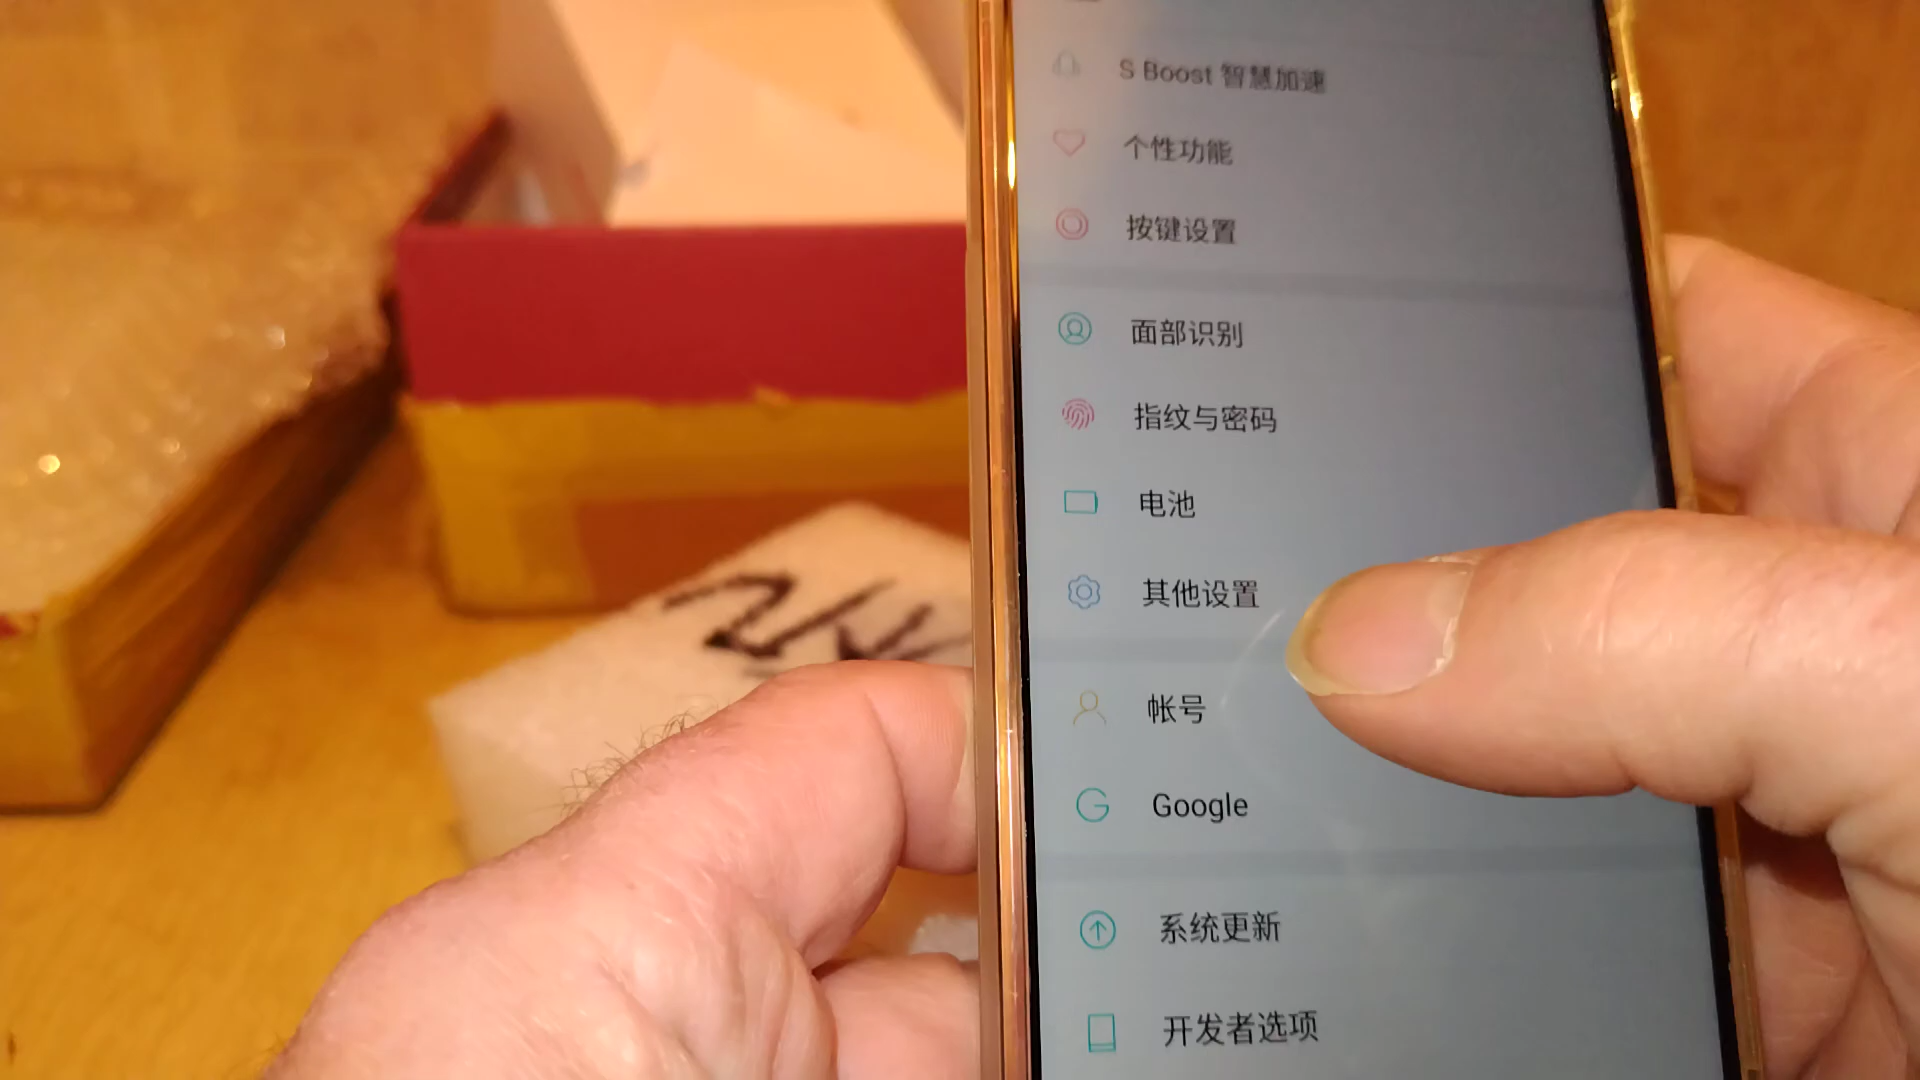 S Boost 智慧加速
个性功能
按键设置
面部识别
指纹与密码
电池
其他设置
帐号
Google
系统更新
开发者选项